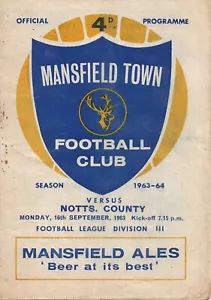 OFFICIAL 4D. PROGRAMME
MANSFIELD TOWN
FOOTBALL
CLUB
SEASON 1963-64
VERSUS
NOTTS. COUNTY
MONDAY, 16th SEPTEMBER, 1963 Kick-off 7.15 p.m.
FOOTBALL LEAGUE DIVISION III
MANSFIELD ALES
'Beer at its best'